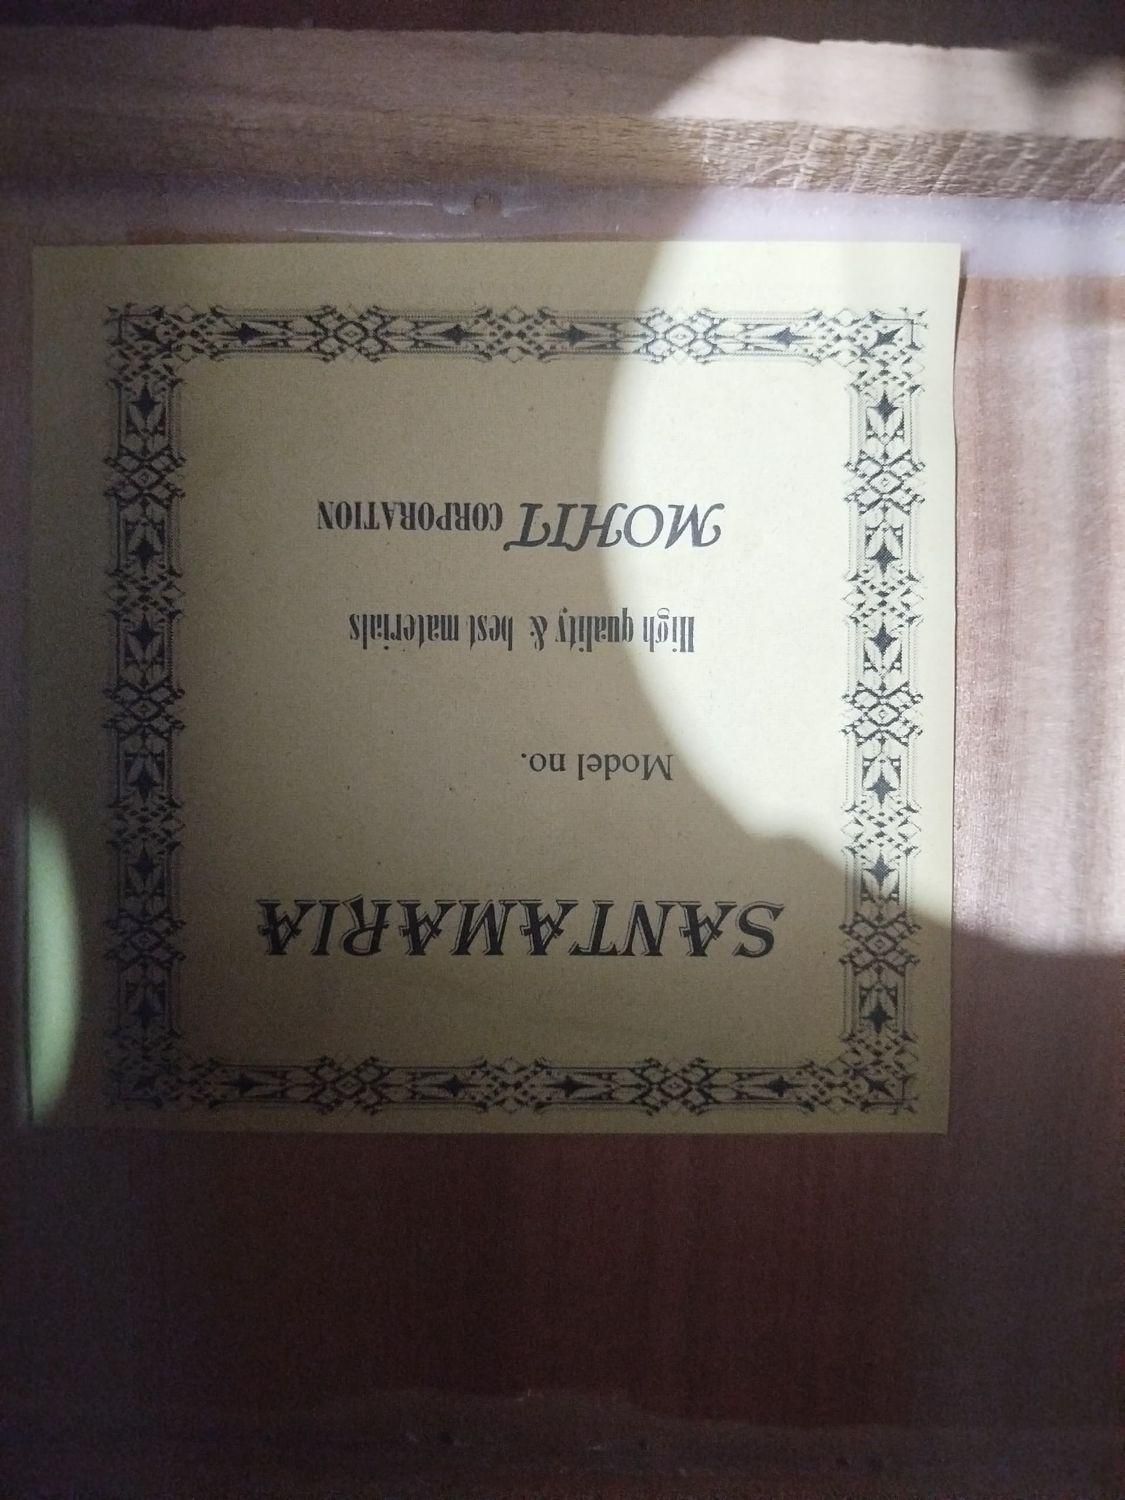 SANTAMARIA
Model no.
High quality & best materials
MOHIT CORPORATION